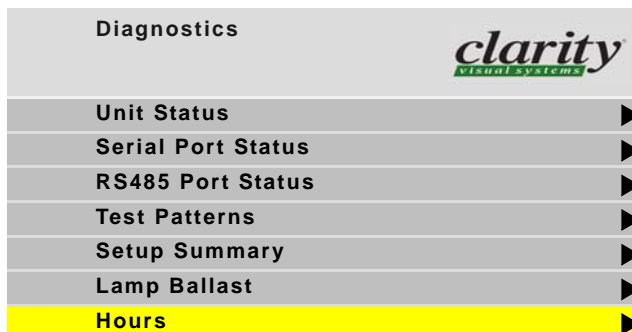 Diagnostics
clarity
visual systems
Unit Status
Serial Port Status
RS485 Port Status
Test Patterns
Setup Summary
Lamp Ballast
Hours